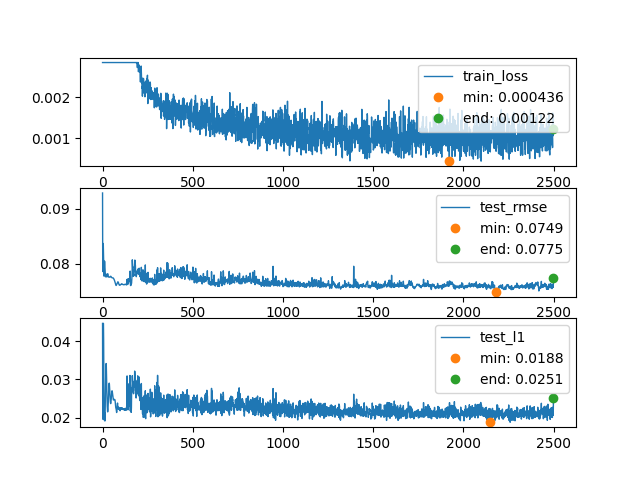 train_loss
min: 0.000436
end: 0.00122
0.002
0.001
0 500 1000 1500 2000 2500
test_rmse
min: 0.0749
end: 0.0775
0.09
0.08
0 500 1000 1500 2000 2500
test_l1
min: 0.0188
end: 0.0251
0.04
0.03
0.02
0 500 1000 1500 2000 2500